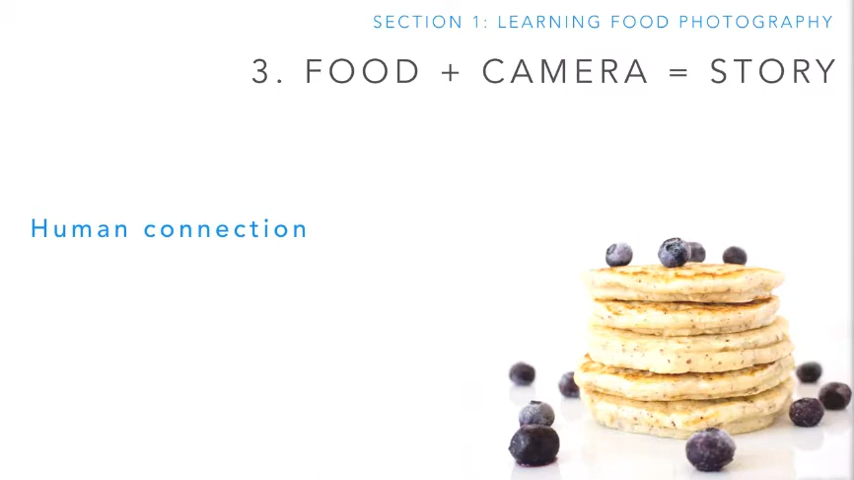 SECTION 1: LEARNING FOOD PHOTOGRAPHY
3. FOOD + CAMERA = STORY
Human connection